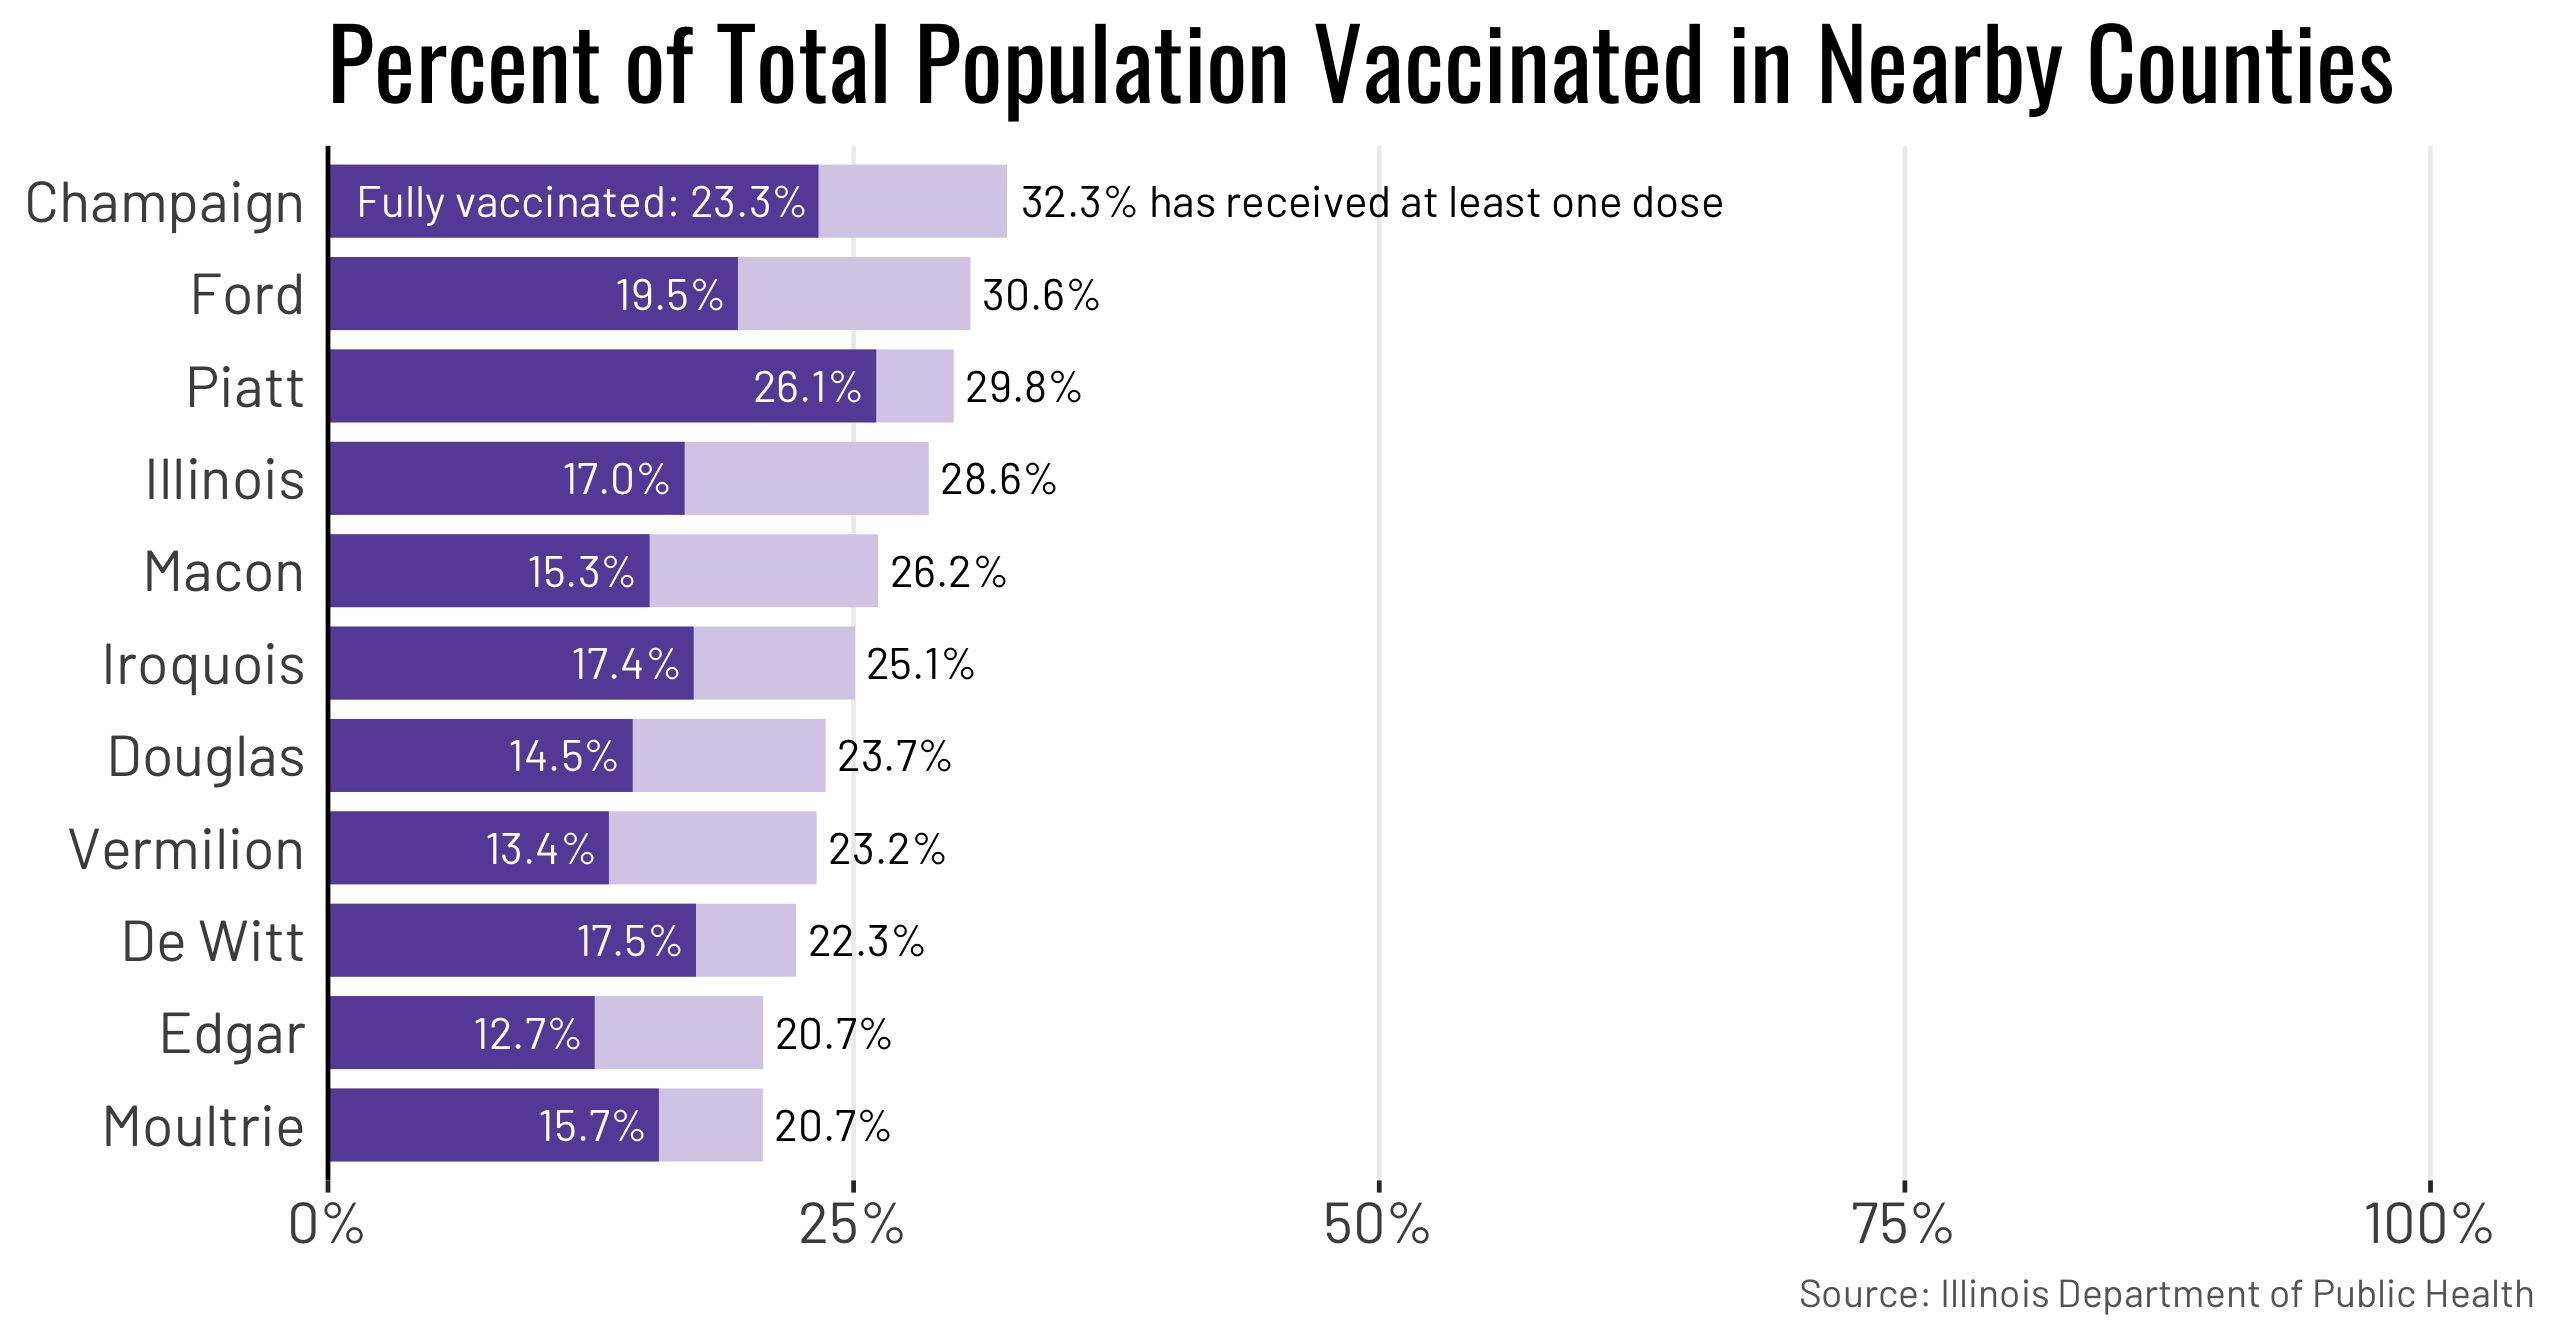 Percent of Total Population Vaccinated in Nearby Counties
Champaign Fully vaccinated: 23.3% 32.3% has received at least one dose
Ford 19.5% 30.6%
Piatt 26.1% 29.8%
Illinois 17.0% 28.6%
Macon 15.3% 26.2%
Iroquois 17.4% 25.1%
Douglas 14.5% 23.7%
Vermilion 13.4% 23.2%
De Witt 17.5% 22.3%
Edgar 12.7% 20.7%
Moultrie 15.7% 20.7%
0% 25% 50% 75% 100%
Source: Illinois Department of Public Health